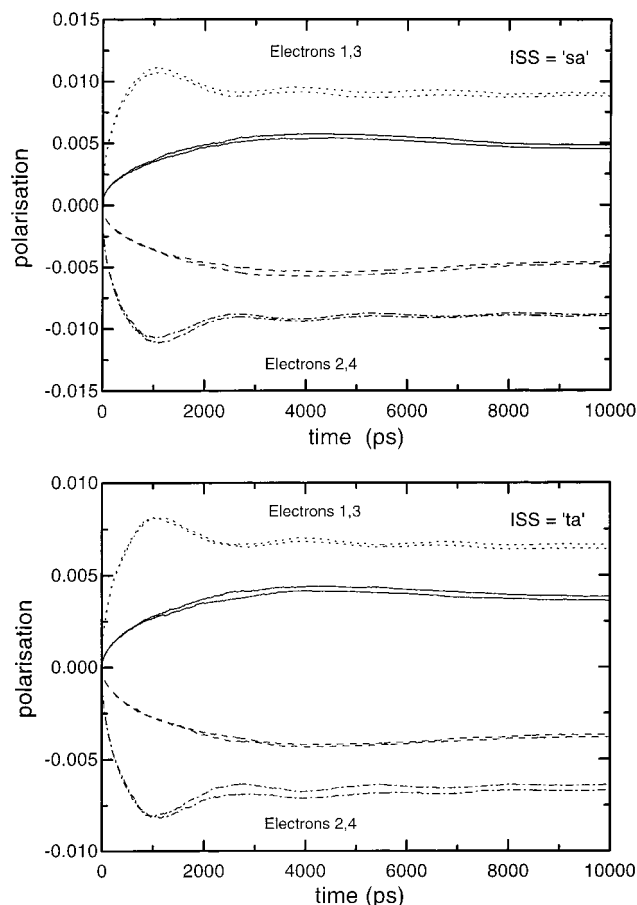 0.015
Electrons 1,3
ISS = 'sa'
0.010
0.005
0.000
-0.005
-0.010
Electrons 2,4
-0.015
0 2000 4000 6000 8000 10000
polarisation
time (ps)
0.010
Electrons 1,3
ISS = 'ta'
0.005
0.000
-0.005
Electrons 2,4
-0.010
0 2000 4000 6000 8000 10000
polarisation
time (ps)